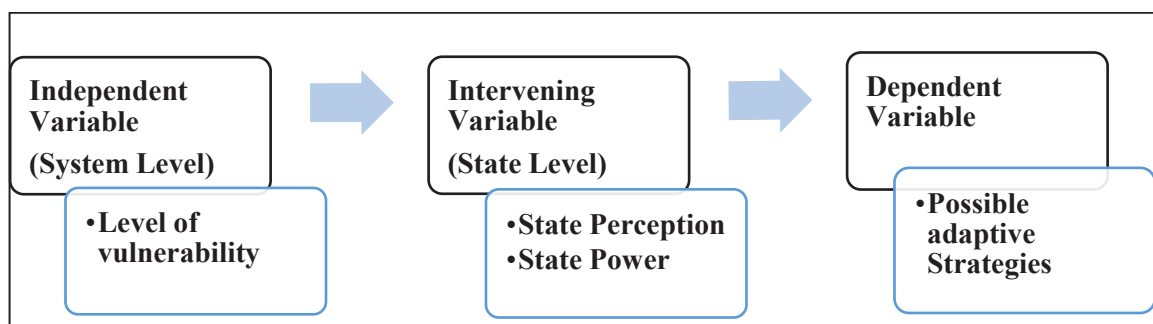 Independent
Variable
(System Level)
•Level of
vulnerability
Intervening
Variable
(State Level)
•State Perception
•State Power
Dependent
Variable
•Possible
adaptive
Strategies